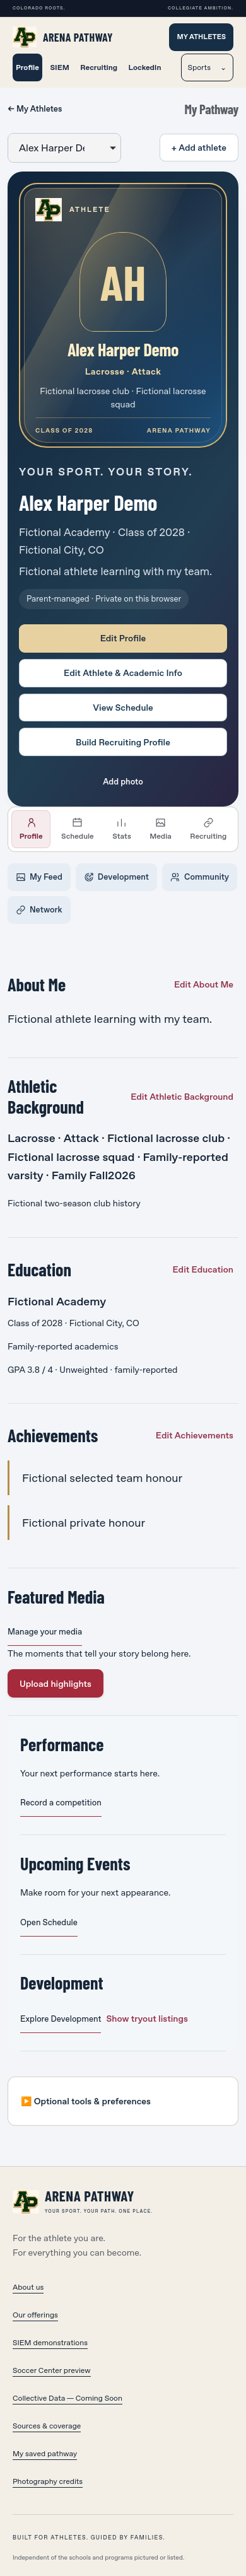 COLORADO ROOTS.
COLLEGIATE AMBITION.
AP
ARENA PATHWAY
MY ATHLETES
Profile
SIEM
Recruiting
LockedIn
Sports
← My Athletes
My Pathway
Alex Harper De
+ Add athlete
AP
ATHLETE
AH
Alex Harper Demo
Lacrosse · Attack
Fictional lacrosse club · Fictional lacrosse
squad
CLASS OF 2028
ARENA PATHWAY
YOUR SPORT. YOUR STORY.
Alex Harper Demo
Fictional Academy · Class of 2028 ·
Fictional City, CO
Fictional athlete learning with my team.
Parent-managed · Private on this browser
Edit Profile
Edit Athlete & Academic Info
View Schedule
Build Recruiting Profile
Add photo
Profile
Schedule
Stats
Media
Recruiting
My Feed
Development
Community
Network
About Me
Edit About Me
Fictional athlete learning with my team.
Athletic
Background
Edit Athletic Background
Lacrosse · Attack · Fictional lacrosse club ·
Fictional lacrosse squad · Family-reported
varsity · Family Fall2026
Fictional two-season club history
Education
Edit Education
Fictional Academy
Class of 2028 · Fictional City, CO
Family-reported academics
GPA 3.8 / 4 · Unweighted · family-reported
Achievements
Edit Achievements
Fictional selected team honour
Fictional private honour
Featured Media
Manage your media
The moments that tell your story belong here.
Upload highlights
Performance
Your next performance starts here.
Record a competition
Upcoming Events
Make room for your next appearance.
Open Schedule
Development
Explore Development
Show tryout listings
Optional tools & preferences
AP
ARENA PATHWAY
YOUR SPORT. YOUR PATH. ONE PLACE.
For the athlete you are.
For everything you can become.
About us
Our offerings
SIEM demonstrations
Soccer Center preview
Collective Data — Coming Soon
Sources & coverage
My saved pathway
Photography credits
BUILT FOR ATHLETES. GUIDED BY FAMILIES.
Independent of the schools and programs pictured or listed.